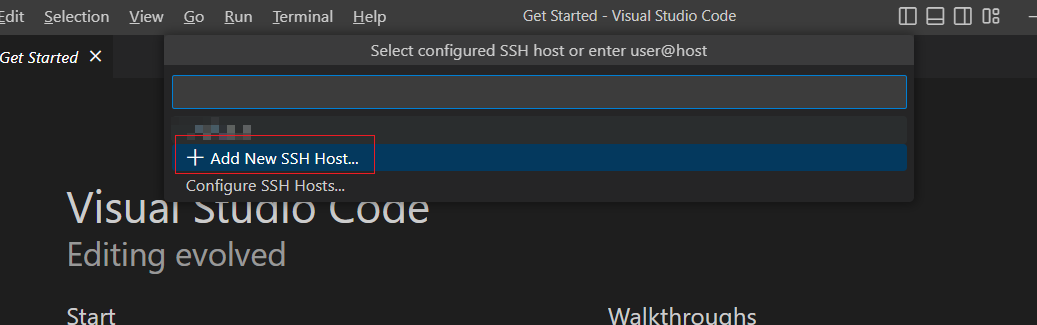 Edit Selection View Go Run Terminal Help Get Started - Visual Studio Code
Get Started
Select configured SSH host or enter user@host
Add New SSH Host...
Configure SSH Hosts...
Visual Studio Code
Editing evolved
Start Walkthroughs